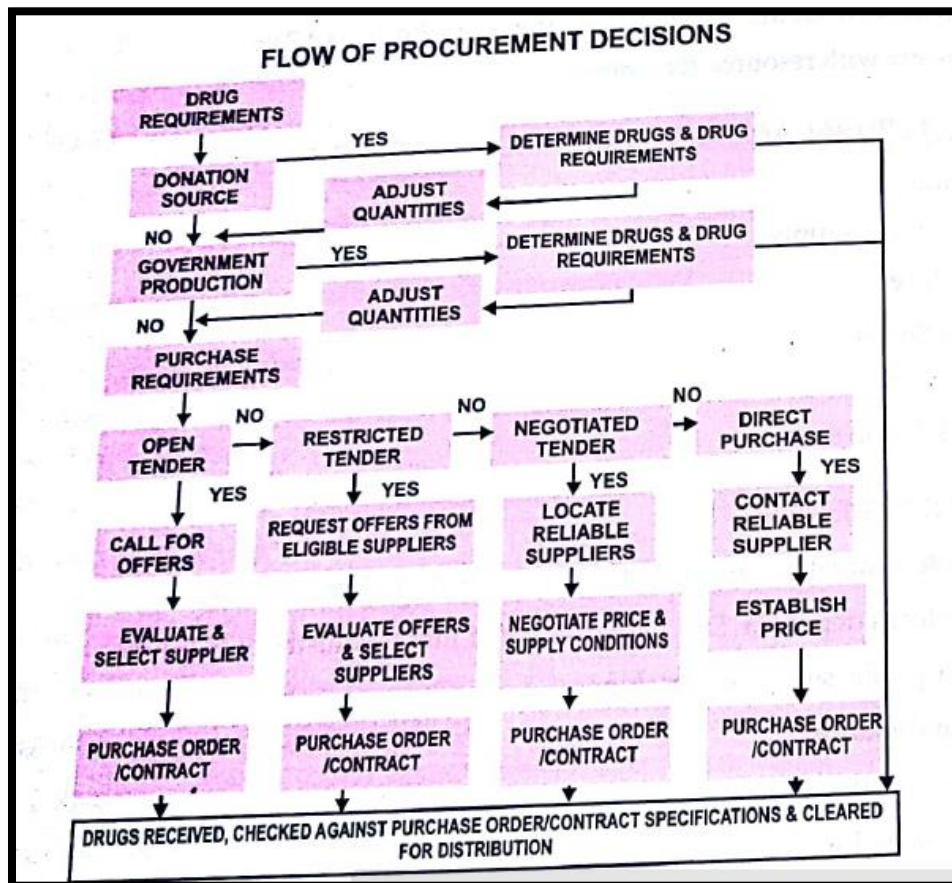 FLOW OF PROCUREMENT DECISIONS
DRUG
REQUIREMENTS
YES
DETERMINE DRUGS & DRUG
REQUIREMENTS
DONATION
SOURCE
ADJUST
QUANTITIES
NO
GOVERNMENT
PRODUCTION
YES
DETERMINE DRUGS & DRUG
REQUIREMENTS
ADJUST
QUANTITIES
NO
PURCHASE
REQUIREMENTS
OPEN
TENDER
NO
RESTRICTED
TENDER
NO
NEGOTIATED
TENDER
NO
DIRECT
PURCHASE
YES
YES
YES
YES
CALL FOR
OFFERS
REQUEST OFFERS FROM
ELIGIBLE SUPPLIERS
LOCATE
RELIABLE
SUPPLIERS
CONTACT
RELIABLE
SUPPLIER
EVALUATE &
SELECT SUPPLIER
EVALUATE OFFERS
& SELECT
SUPPLIERS
NEGOTIATE PRICE &
SUPPLY CONDITIONS
ESTABLISH
PRICE
PURCHASE ORDER
/CONTRACT
PURCHASE ORDER
/CONTRACT
PURCHASE ORDER
/CONTRACT
PURCHASE ORDER
/CONTRACT
DRUGS RECEIVED, CHECKED AGAINST PURCHASE ORDER/CONTRACT SPECIFICATIONS & CLEARED
FOR DISTRIBUTION